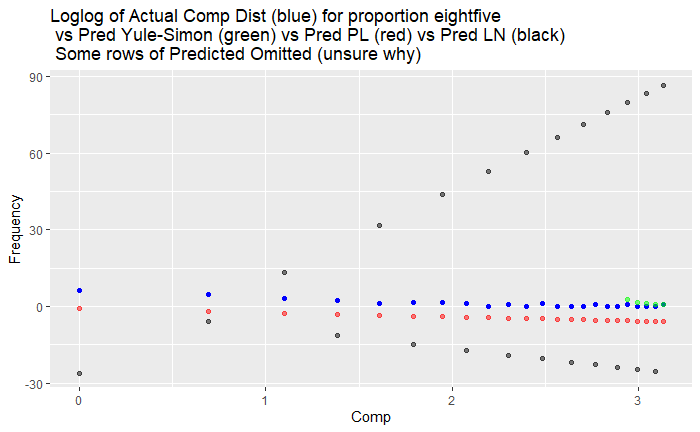 Loglog of Actual Comp Dist (blue) for proportion eightfive
vs Pred Yule-Simon (green) vs Pred PL (red) vs Pred LN (black)
Some rows of Predicted Omitted (unsure why)
90
60
30
0
-30
Frequency
0 1 2 3
Comp